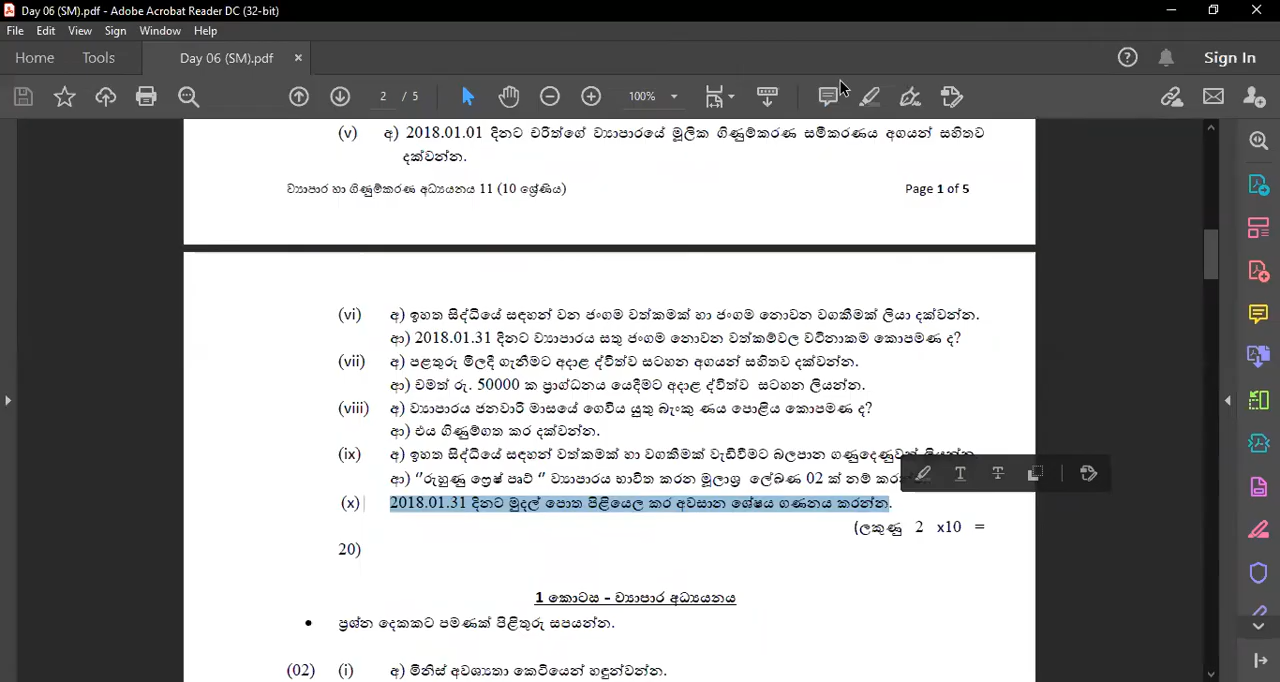 Day 06 (SM).pdf - Adobe Acrobat Reader DC (32-bit)
File Edit View Sign Window Help
Home Tools Day 06 (SM).pdf × Sign In
2 / 5 100%
(v) අ) 2018.01.01 දිනට චරිත්ගේ ව්‍යාපාරයේ මූලික ගිණුම්කරණ සමීකරණය අගයන් සහිතව
දක්වන්න.
ව්‍යාපාර හා ගිණුම්කරණ අධ්‍යයනය 11 (10 ශ්‍රේණිය) Page 1 of 5
(vi) අ) ඉහත සිද්ධියේ සඳහන් වන ජංගම වත්කමක් හා ජංගම නොවන වගකීමක් ලියා දක්වන්න.
ආ) 2018.01.31 දිනට ව්‍යාපාරය සතු ජංගම නොවන වත්කම්වල වටිනාකම කොපමණ ද?
(vii) අ) පළතුරු මිලදී ගැනීමට අදාළ ද්විත්ව සටහන අගයන් සහිතව දක්වන්න.
ආ) චමත් රු. 50000 ක ප්‍රාග්ධනය යෙදීමට අදාළ ද්විත්ව සටහන ලියන්න.
(viii) අ) ව්‍යාපාරය ජනවාරි මාසයේ ගෙවිය යුතු බැංකු ණය පොළිය කොපමණ ද?
ආ) එය ගිණුම්ගත කර දක්වන්න.
(ix) අ) ඉහත සිද්ධියේ සඳහන් වත්කමක් හා වගකීමක් වැඩිවීමට බලපාන ගණුදෙණුවක් ලියන්න.
ආ) “රුහුණු ෆ්‍රෙෂ් පෘට් “ ව්‍යාපාරය භාවිත කරන මූලාශ්‍ර ලේඛණ 02 ක් නම්
(x) 2018.01.31 දිනට මුදල් පොත පිළියෙල කර අවසාන ශේෂය ගණනය කරන්න.
(ලකුණු 2 x10 =
20)
1 කොටස – ව්‍යාපාර අධ්‍යයනය
• ප්‍රශ්න දෙකකට පමණක් පිළිතුරු සපයන්න.
(02) (i) අ) මිනිස් අවශ්‍යතා කෙටියෙන් හඳුන්වන්න.